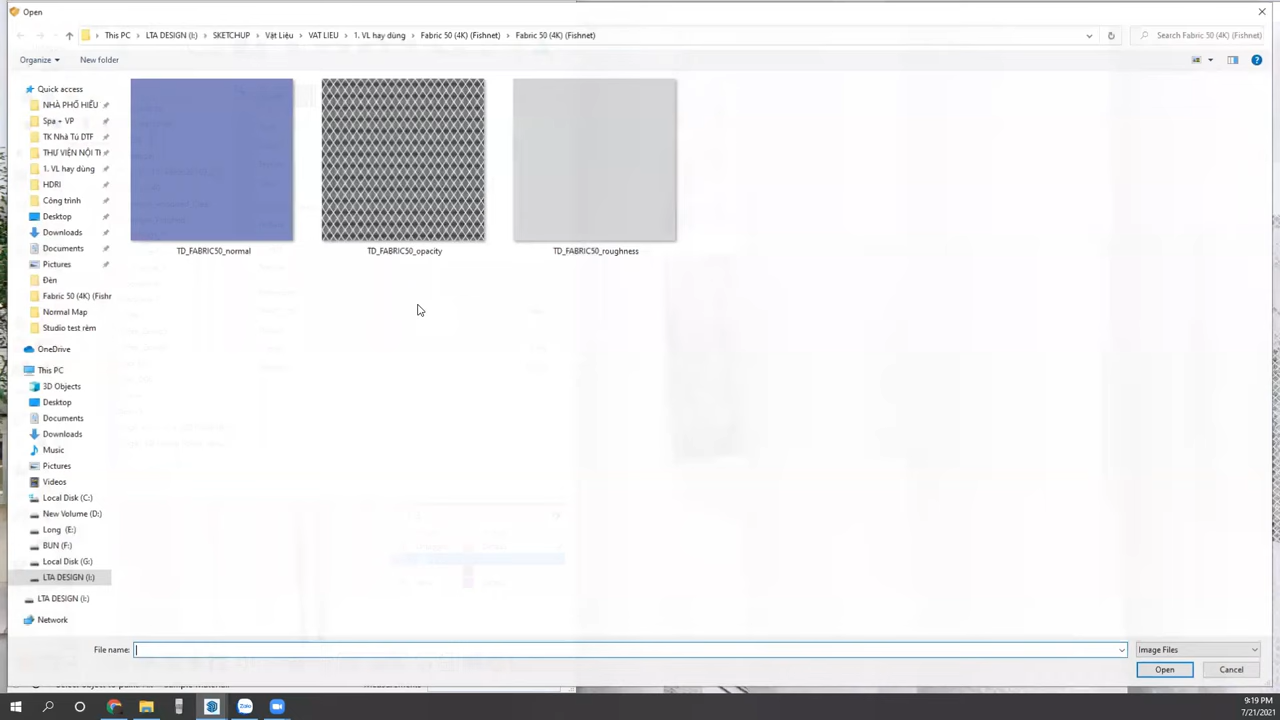 Open
This PC
LTA DESIGN (I:)
SKETCHUP
Vật Liệu
VAT LIEU
1. VL hay dùng
Fabric 50 (4K) (Fishnet)
Fabric 50 (4K) (Fishnet)
Search Fabric 50 (4K) (Fishnet)
Organize
New folder
Quick access
NHÀ PHỐ HIẾU
Spa + VP
TK Nhà Tú DTF
THƯ VIỆN NỘI TH
1. VL hay dùng
HDRI
Công trình
Desktop
Downloads
Documents
Pictures
Đèn
Fabric 50 (4K) (Fishr
Normal Map
Studio test rèm
OneDrive
This PC
3D Objects
Desktop
Documents
Downloads
Music
Pictures
Videos
Local Disk (C:)
New Volume (D:)
Long (E:)
BUN (F:)
Local Disk (G:)
LTA DESIGN (I:)
LTA DESIGN (I:)
Network
TD_FABRIC50_normal
TD_FABRIC50_opacity
TD_FABRIC50_roughness
File name:
Image Files
Open
Cancel
Zalo
9:19 PM
7/21/2021